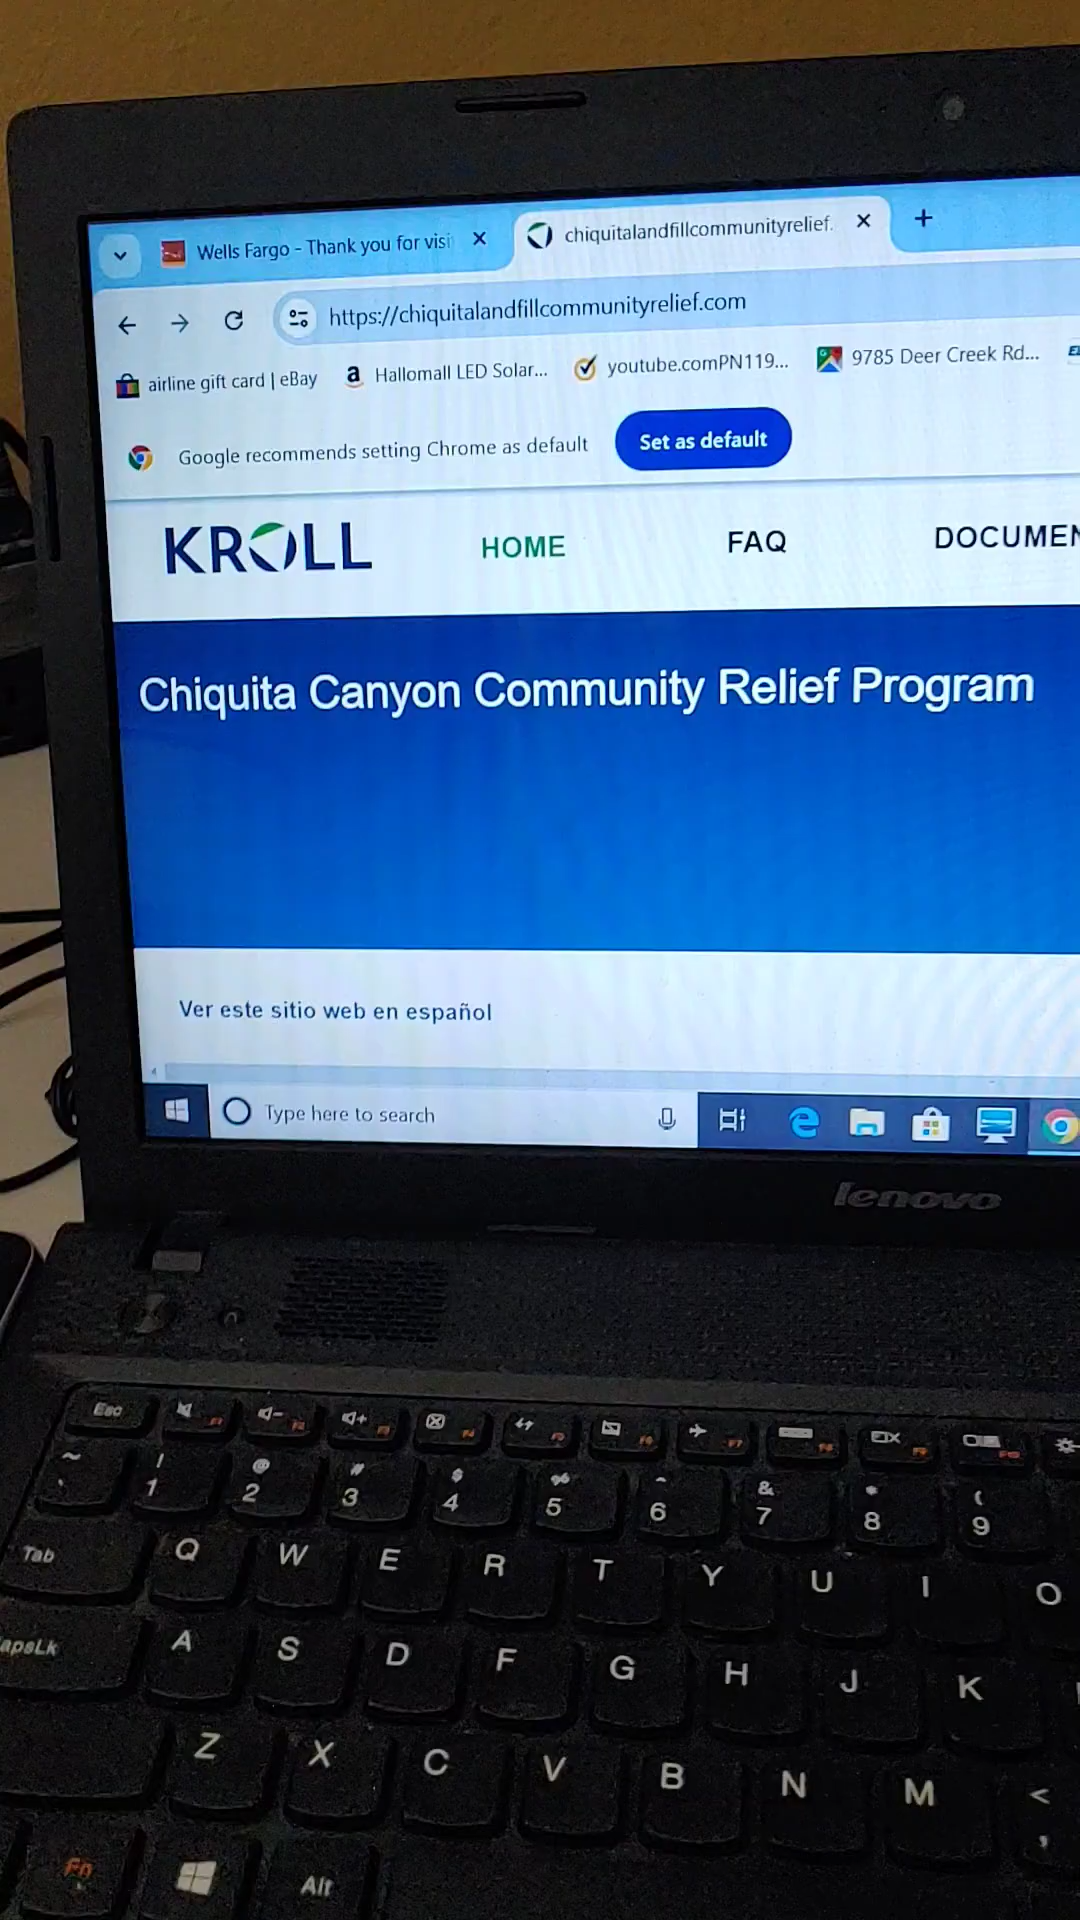 Wells Fargo - Thank you for visi
chiquitalandfillcommunityrelief.
https://chiquitalandfillcommunityrelief.com
airline gift card | eBay
Hallomall LED Solar...
youtube.comPN119...
9785 Deer Creek Rd...
Google recommends setting Chrome as default
Set as default
KROLL
HOME
FAQ
DOCUMEN
Chiquita Canyon Community Relief Program
Ver este sitio web en español
Type here to search
lenovo
Esc
~ ! @ # $ % ^ & * (
` 1 2 3 4 5 6 7 8 9
Tab Q W E R T Y U I O
apsLk A S D F G H J K
Z X C V B N M <
,
Fn Alt